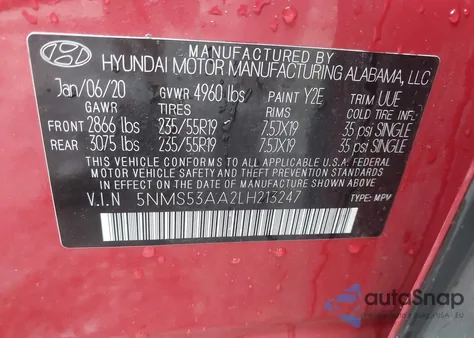 MANUFACTURED BY
HYUNDAI MOTOR MANUFACTURING ALABAMA, LLC
Jan/06/20 GVWR 4960 lbs PAINT Y2E TRIM UUE
GAWR TIRES RIMS COLD TIRE INF.
FRONT 2866 lbs 235/55R19 7.5JX19 35 psi SINGLE
REAR 3075 lbs 235/55R19 7.5JX19 35 psi SINGLE
THIS VEHICLE CONFORMS TO ALL APPLICABLE U.S.A. FEDERAL
MOTOR VEHICLE SAFETY AND THEFT PREVENTION STANDARDS
IN EFFECT ON THE DATE OF MANUFACTURE SHOWN ABOVE.
V.I.N 5NMS53AA2LH213247 TYPE: MPV
autoSnap